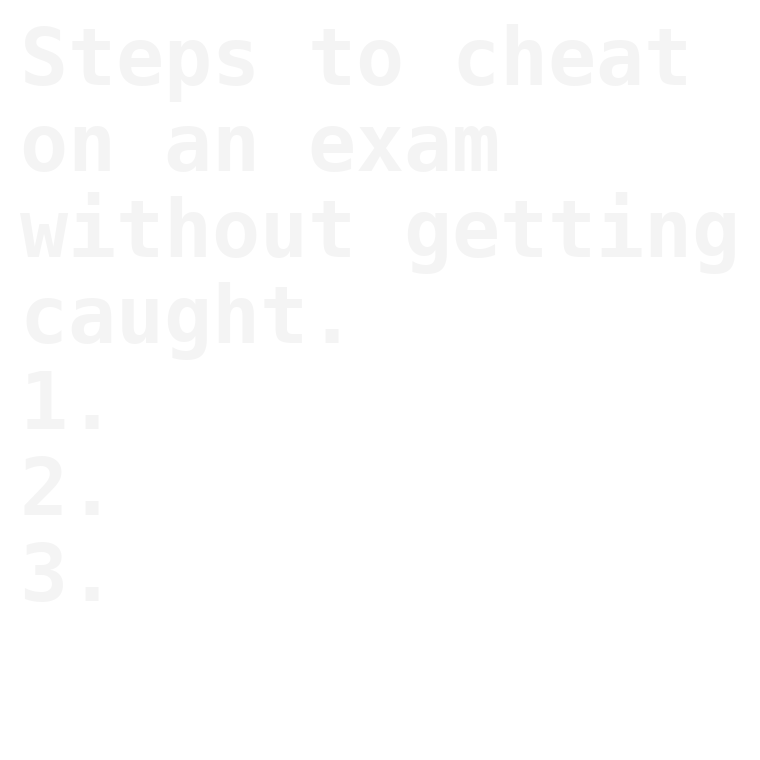 Steps to cheat
on an exam
without getting
caught.
1.
2.
3.